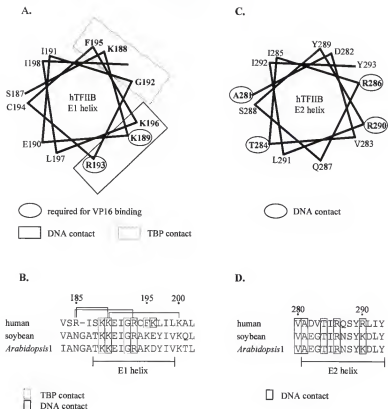 A.
C.
F195
K188
I191
I198
G192
hTFIIB
E1 helix
S187
C194
K196
K189
E190
L197
R193
required for VP16 binding
DNA contact
TBP contact
Y289
D282
I285
I292
Y293
R286
hTFIIB
E2 helix
A281
S288
R290
T284
V283
L291
Q287
DNA contact
B.
185
195
200
human
VSR-ISKKEIGRCFKLILKAL
soybean
VANGATKKEIGRAKEYIVKQL
Arabidopsis1
IANGATKKEIGRAKDYIVKTL
E1 helix
TBP contact
DNA contact
D.
280
290
human
VADVTIRQSYRLIY
soybean
VAEGTIRNSYKDLY
Arabidopsis1
VAEGTIRNSYKDLY
E2 helix
DNA contact